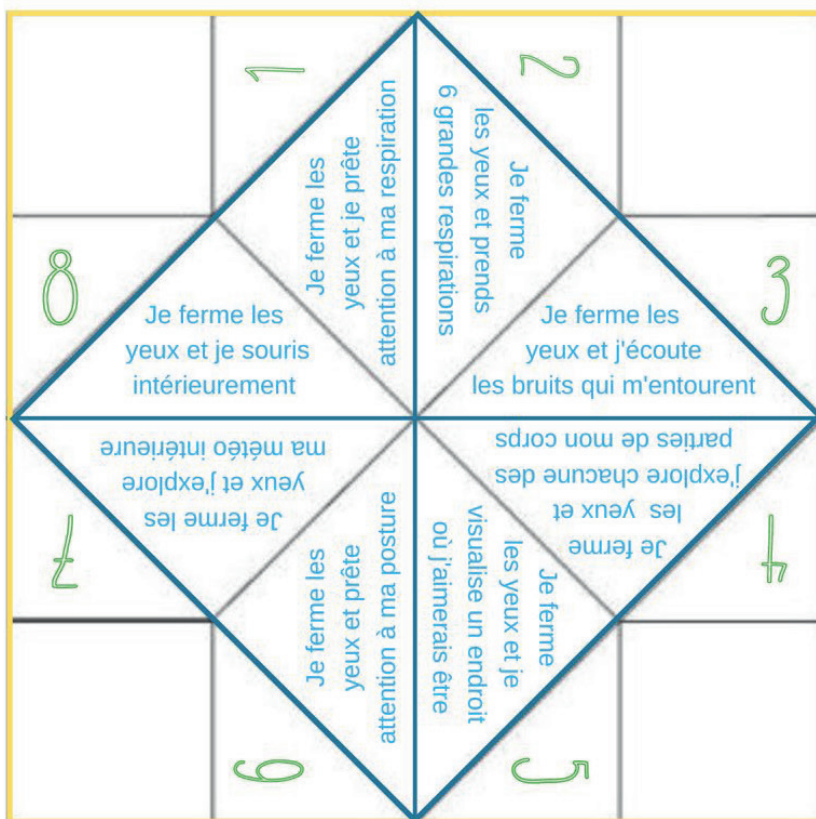 1
Je ferme les
yeux et je prête
attention à ma respiration
2
Je ferme
les yeux et prends
6 grandes respirations
3
Je ferme les
yeux et j'écoute
les bruits qui m'entourent
4
Je ferme
les yeux et
j'explore chacune des
parties de mon corps
5
Je ferme
les yeux et je
visualise un endroit
où j'aimerais être
6
Je ferme les
yeux et prête
attention à ma posture
7
Je ferme les
yeux et j'explore
ma météo intérieure
8
Je ferme les
yeux et je souris
intérieurement